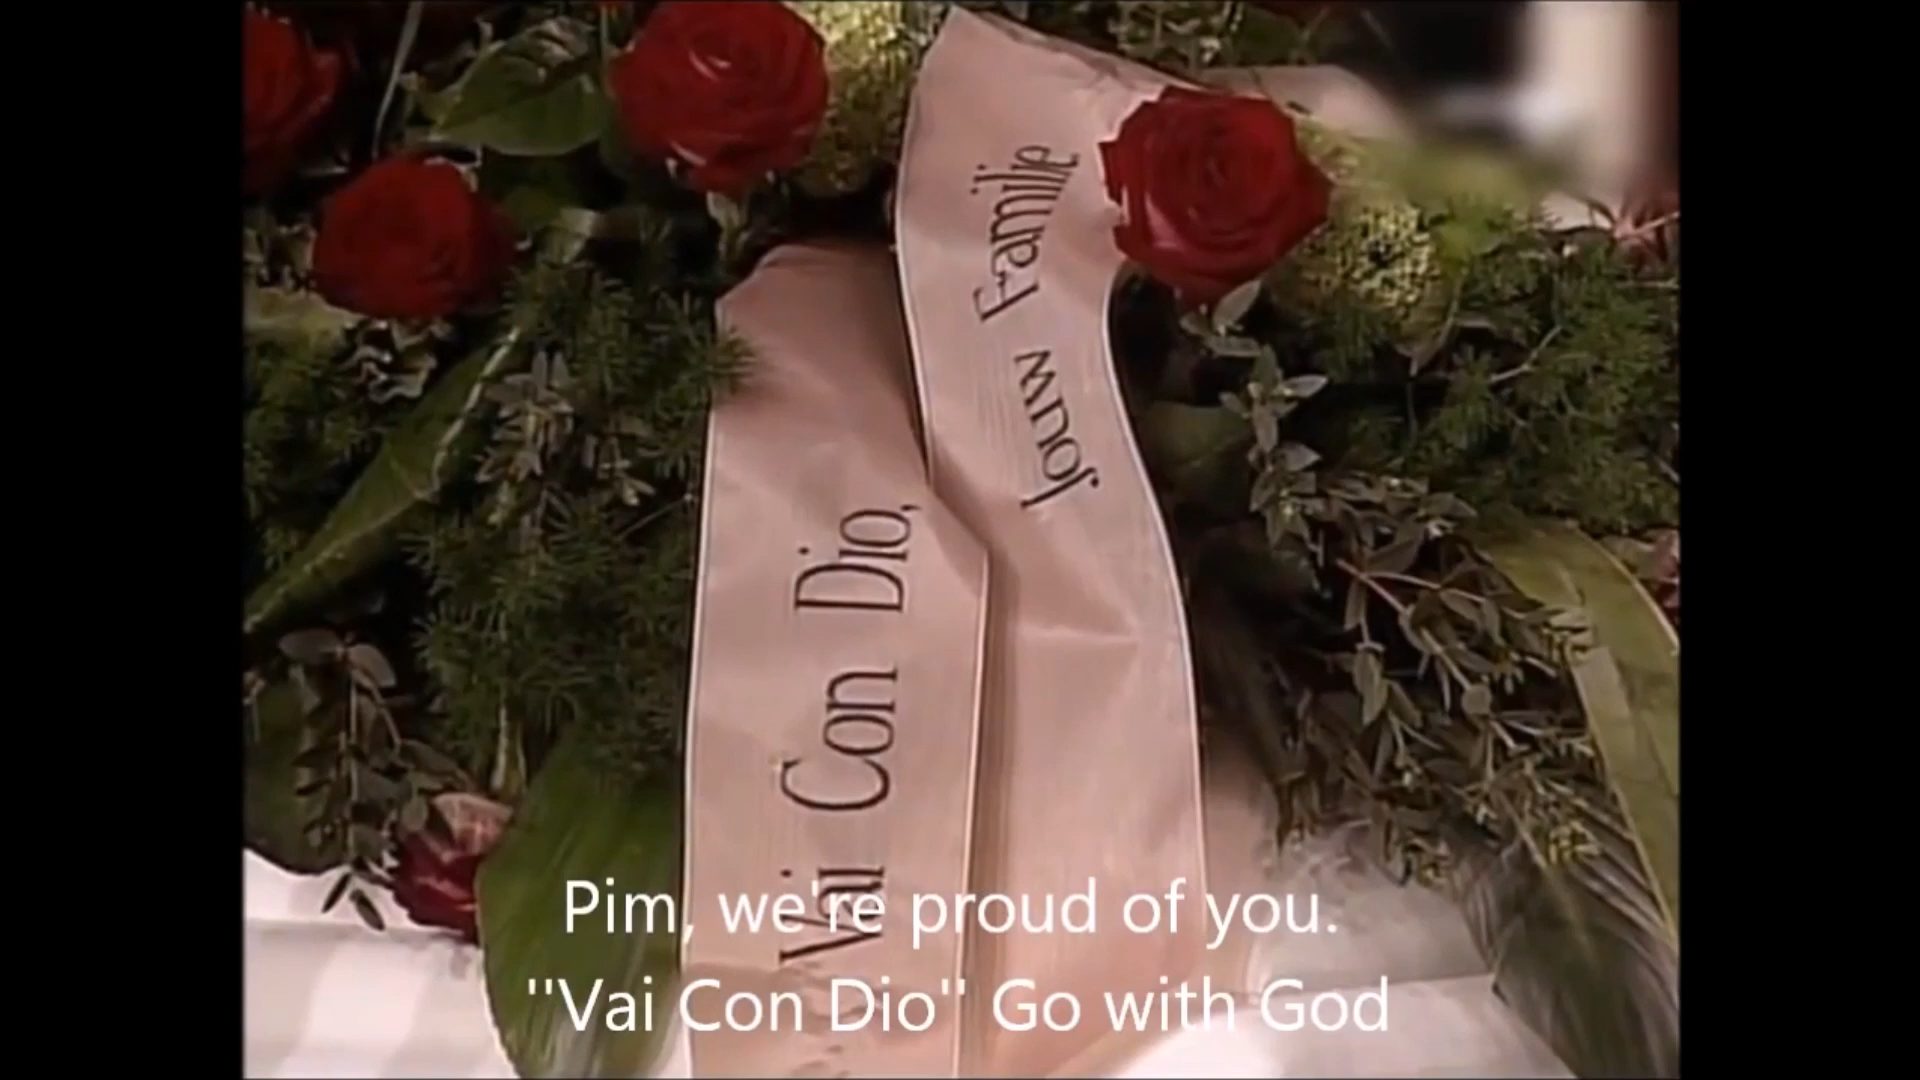 Vai Con Dio,
Jouw Familie
Pim, we're proud of you.
''Vai Con Dio'' Go with God